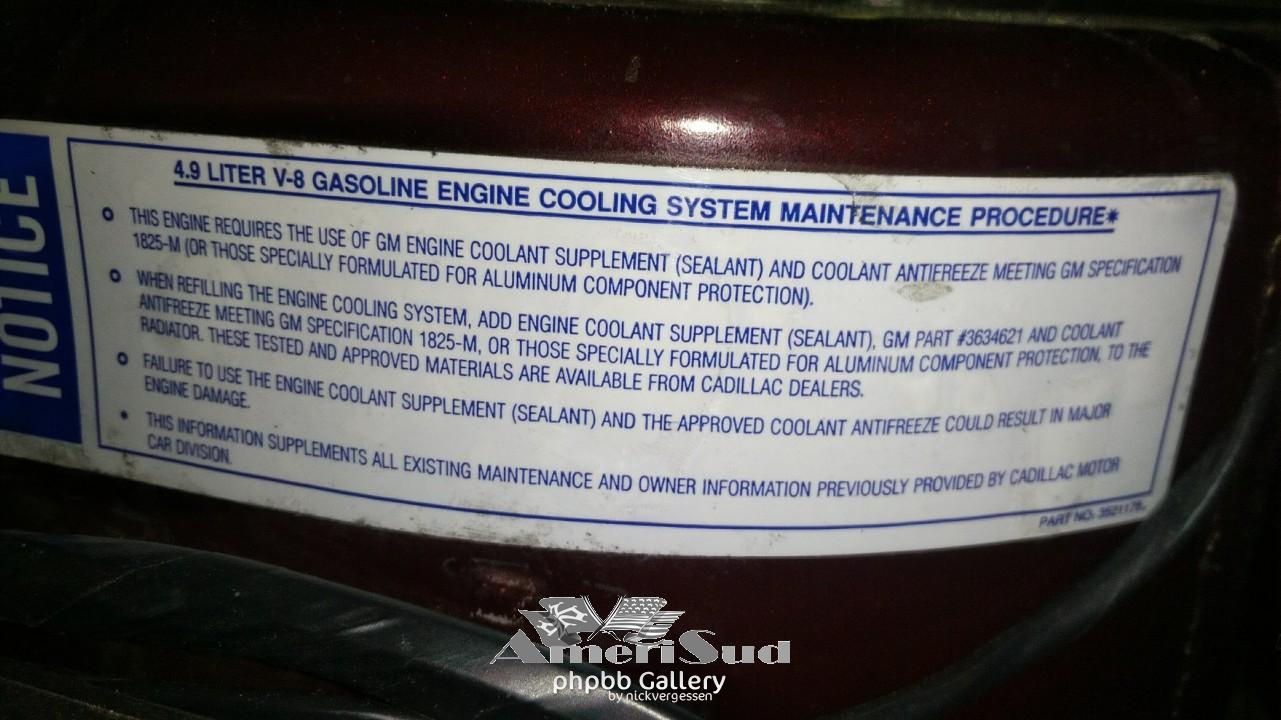 NOTICE
4.9 LITER V-8 GASOLINE ENGINE COOLING SYSTEM MAINTENANCE PROCEDURE*
THIS ENGINE REQUIRES THE USE OF GM ENGINE COOLANT SUPPLEMENT (SEALANT) AND COOLANT ANTIFREEZE MEETING GM SPECIFICATION
1825-M (OR THOSE SPECIALLY FORMULATED FOR ALUMINUM COMPONENT PROTECTION).
WHEN REFILLING THE ENGINE COOLING SYSTEM, ADD ENGINE COOLANT SUPPLEMENT (SEALANT), GM PART #3634621 AND COOLANT
ANTIFREEZE MEETING GM SPECIFICATION 1825-M, OR THOSE SPECIALLY FORMULATED FOR ALUMINUM COMPONENT PROTECTION, TO THE
RADIATOR. THESE TESTED AND APPROVED MATERIALS ARE AVAILABLE FROM CADILLAC DEALERS.
FAILURE TO USE THE ENGINE COOLANT SUPPLEMENT (SEALANT) AND THE APPROVED COOLANT ANTIFREEZE COULD RESULT IN MAJOR
ENGINE DAMAGE.
* THIS INFORMATION SUPPLEMENTS ALL EXISTING MAINTENANCE AND OWNER INFORMATION PREVIOUSLY PROVIDED BY CADILLAC MOTOR
CAR DIVISION.
PART NO.
AmeriSud
phpbb Gallery
by nickvergessen